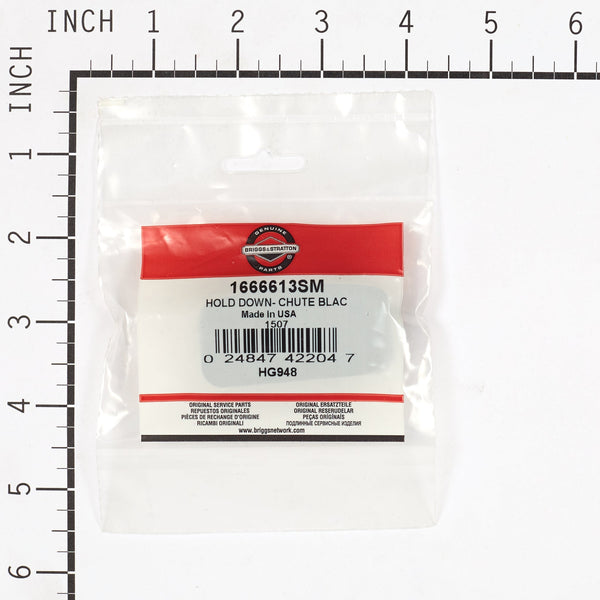 INCH 1 2 3 4 5 6
INCH
1
2
3
4
5
6
GENUINE
BRIGGS & STRATTON
PARTS ®
1666613SM
HOLD DOWN- CHUTE BLAC
Made In USA
1507
0 24847 42204 7
HG948
ORIGINAL SERVICE PARTS ORIGINAL ERSATZTEILE
REPUESTOS ORIGINALES ORIGINAL RESERUDELAR
PIÈCES DE RECHANGE D'ORIGINE PEÇAS ORIGINAIS
RICAMBI ORIGINALI ПОДЛИННЫЕ СЕРВИСНЫЕ ИЗДЕЛИЯ
www.briggsnetwork.com